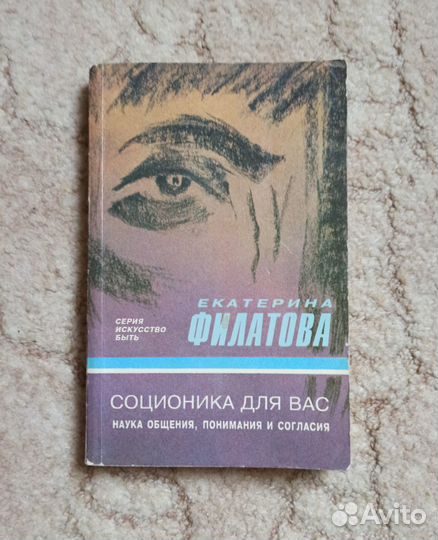 ЕКАТЕРИНА
ФИЛАТОВА
СЕРИЯ
ИСКУССТВО
БЫТЬ
СОЦИОНИКА ДЛЯ ВАС
НАУКА ОБЩЕНИЯ, ПОНИМАНИЯ И СОГЛАСИЯ
Avito